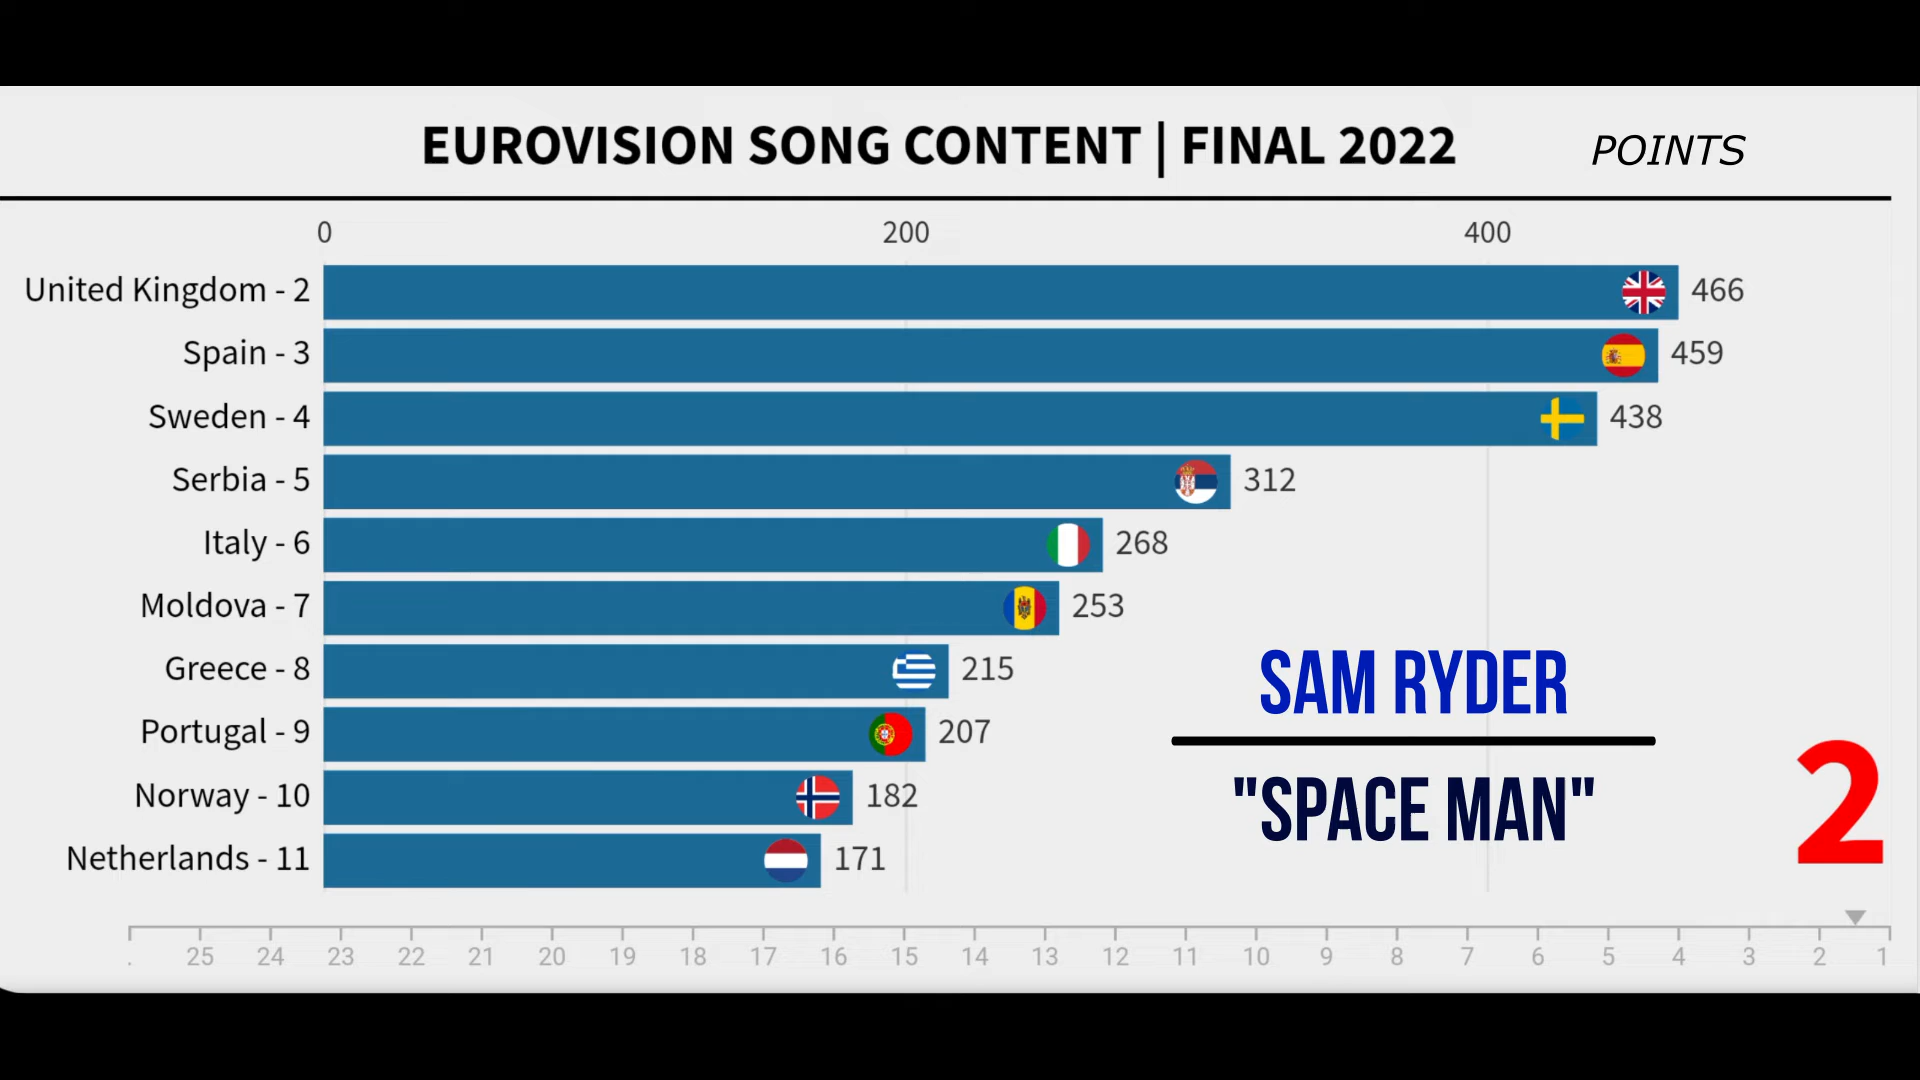 EUROVISION SONG CONTENT | FINAL 2022
POINTS
0 200 400
United Kingdom - 2 466
Spain - 3 459
Sweden - 4 438
Serbia - 5 312
Italy - 6 268
Moldova - 7 253
Greece - 8 215
Portugal - 9 207
Norway - 10 182
Netherlands - 11 171
SAM RYDER
"SPACE MAN"
2
. 25 24 23 22 21 20 19 18 17 16 15 14 13 12 11 10 9 8 7 6 5 4 3 2 1